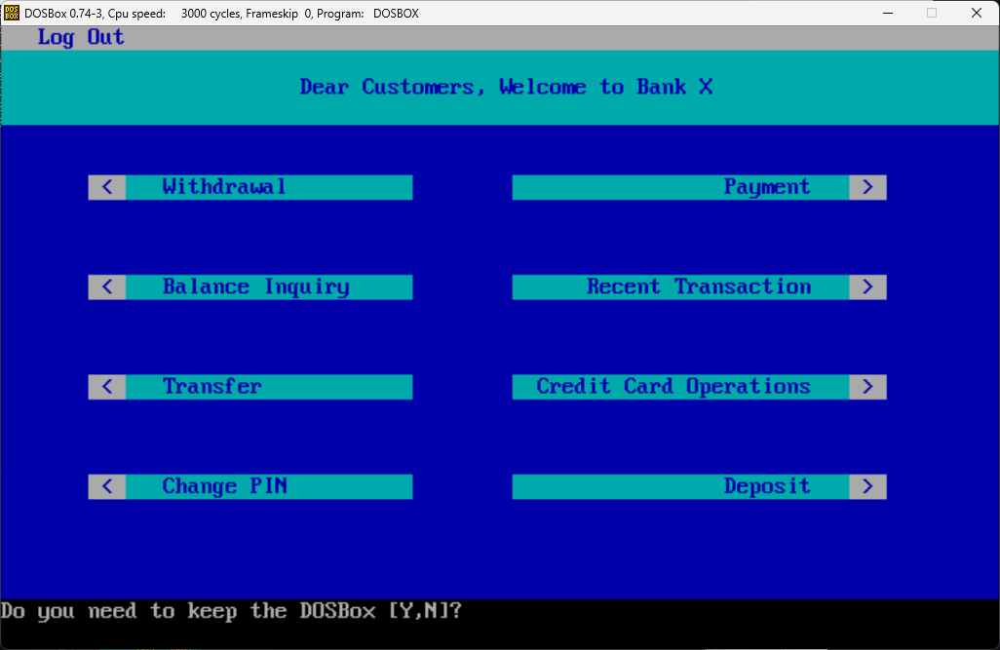 DOSBox 0.74-3, Cpu speed: 3000 cycles, Frameskip 0, Program: DOSBOX
Log Out
Dear Customers, Welcome to Bank X
< Withdrawal
Payment >
< Balance Inquiry
Recent Transaction >
< Transfer
Credit Card Operations >
< Change PIN
Deposit >
Do you need to keep the DOSBox [Y,N]?